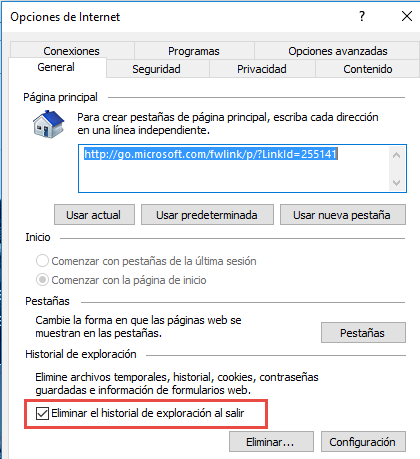 Opciones de Internet
? ×
Conexiones Programas Opciones avanzadas
General Seguridad Privacidad Contenido
Página principal
Para crear pestañas de página principal, escriba cada dirección
en una línea independiente.
http://go.microsoft.com/fwlink/p/?LinkId=255141
Usar actual Usar predeterminada Usar nueva pestaña
Inicio
Comenzar con pestañas de la última sesión
Comenzar con la página de inicio
Pestañas
Cambie la forma en que las páginas web se
muestran en las pestañas.
Pestañas
Historial de exploración
Elimine archivos temporales, historial, cookies, contraseñas
guardadas e información de formularios web.
Eliminar el historial de exploración al salir
Eliminar... Configuración